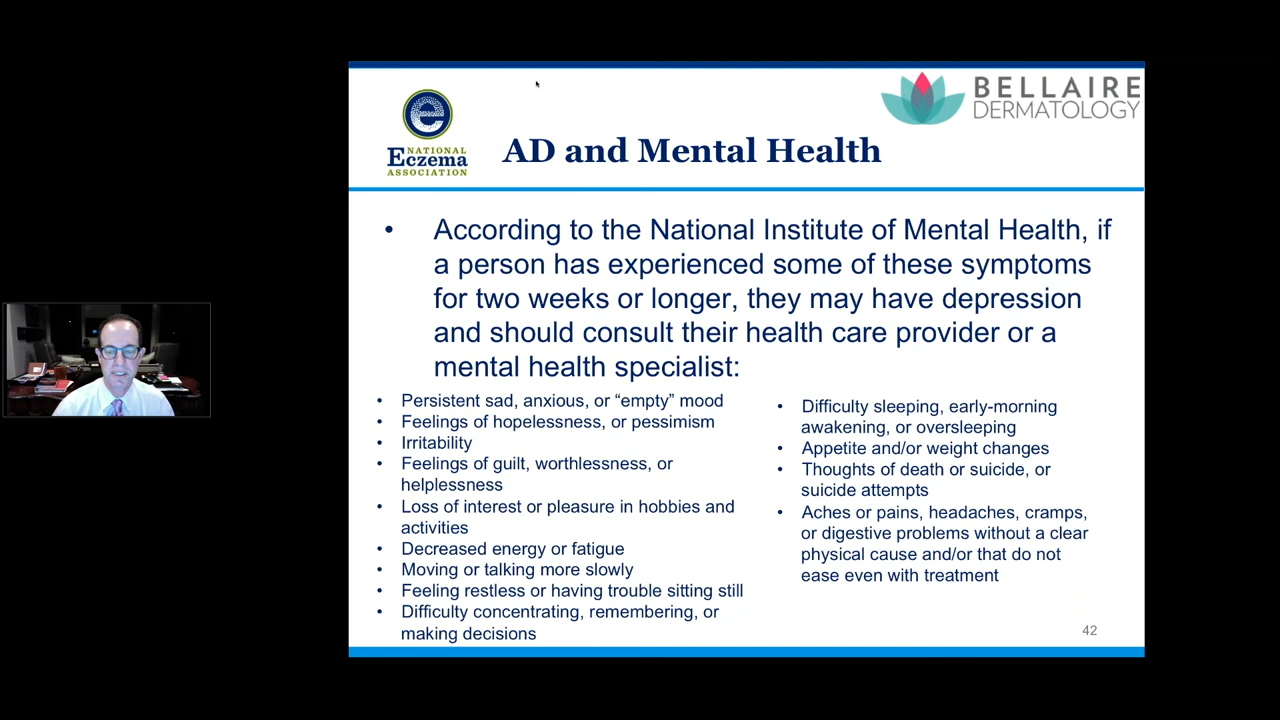 BELLAIRE
DERMATOLOGY
e
NATIONAL
Eczema
ASSOCIATION
AD and Mental Health
• According to the National Institute of Mental Health, if
a person has experienced some of these symptoms
for two weeks or longer, they may have depression
and should consult their health care provider or a
mental health specialist:
• Persistent sad, anxious, or “empty” mood
• Feelings of hopelessness, or pessimism
• Irritability
• Feelings of guilt, worthlessness, or
helplessness
• Loss of interest or pleasure in hobbies and
activities
• Decreased energy or fatigue
• Moving or talking more slowly
• Feeling restless or having trouble sitting still
• Difficulty concentrating, remembering, or
making decisions
• Difficulty sleeping, early-morning
awakening, or oversleeping
• Appetite and/or weight changes
• Thoughts of death or suicide, or
suicide attempts
• Aches or pains, headaches, cramps,
or digestive problems without a clear
physical cause and/or that do not
ease even with treatment
42